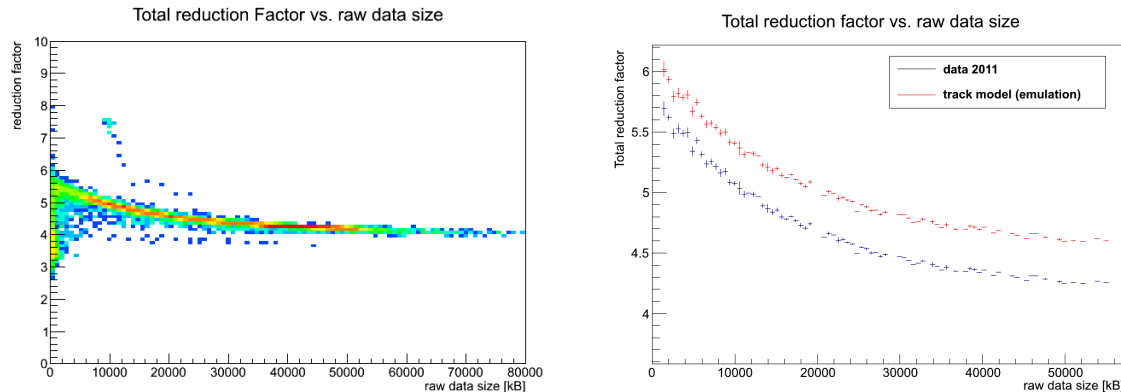 Total reduction Factor vs. raw data size
reduction factor
10
9
8
7
6
5
4
3
2
1
0
0 10000 20000 30000 40000 50000 60000 70000 80000
raw data size [kB]
Total reduction factor vs. raw data size
Total reduction factor
6
5.5
5
4.5
4
data 2011
track model (emulation)
0 10000 20000 30000 40000 50000
raw data size [kB]